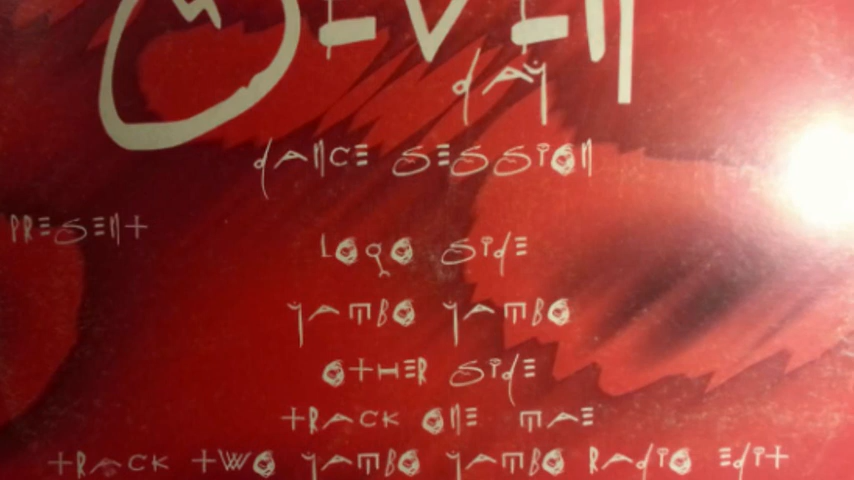 SEVEN
dAY
dANCE SESSiON
PRESENt
LOgO SidE
YAMBO YAMBO
OtHER SidE
tRACK ONE MAE
tRACK tWO YAMBO YAMBO RAdiO Edit